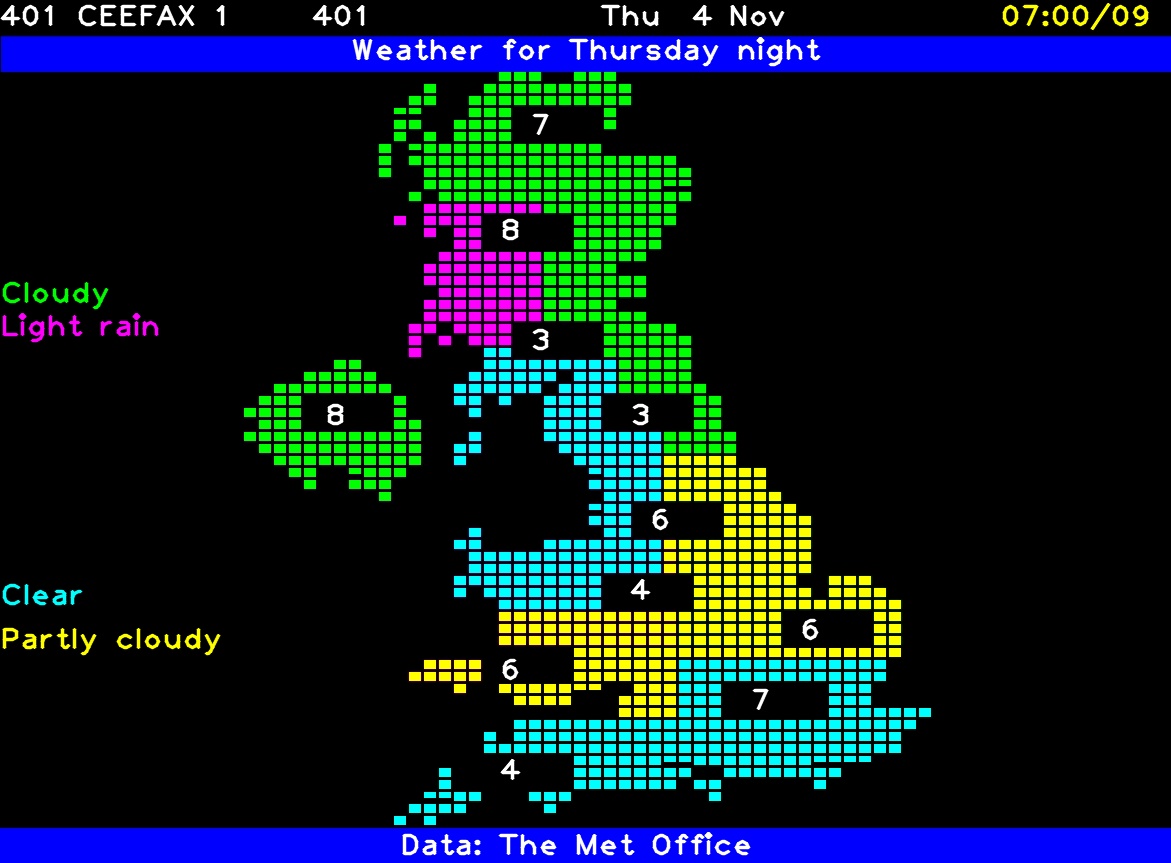 401 CEEFAX 1 401 Thu 4 Nov 07:00/09
Weather for Thursday night
7
8
Cloudy
Light rain
3
8
3
6
Clear
4
Partly cloudy
6
6
7
4
Data: The Met Office